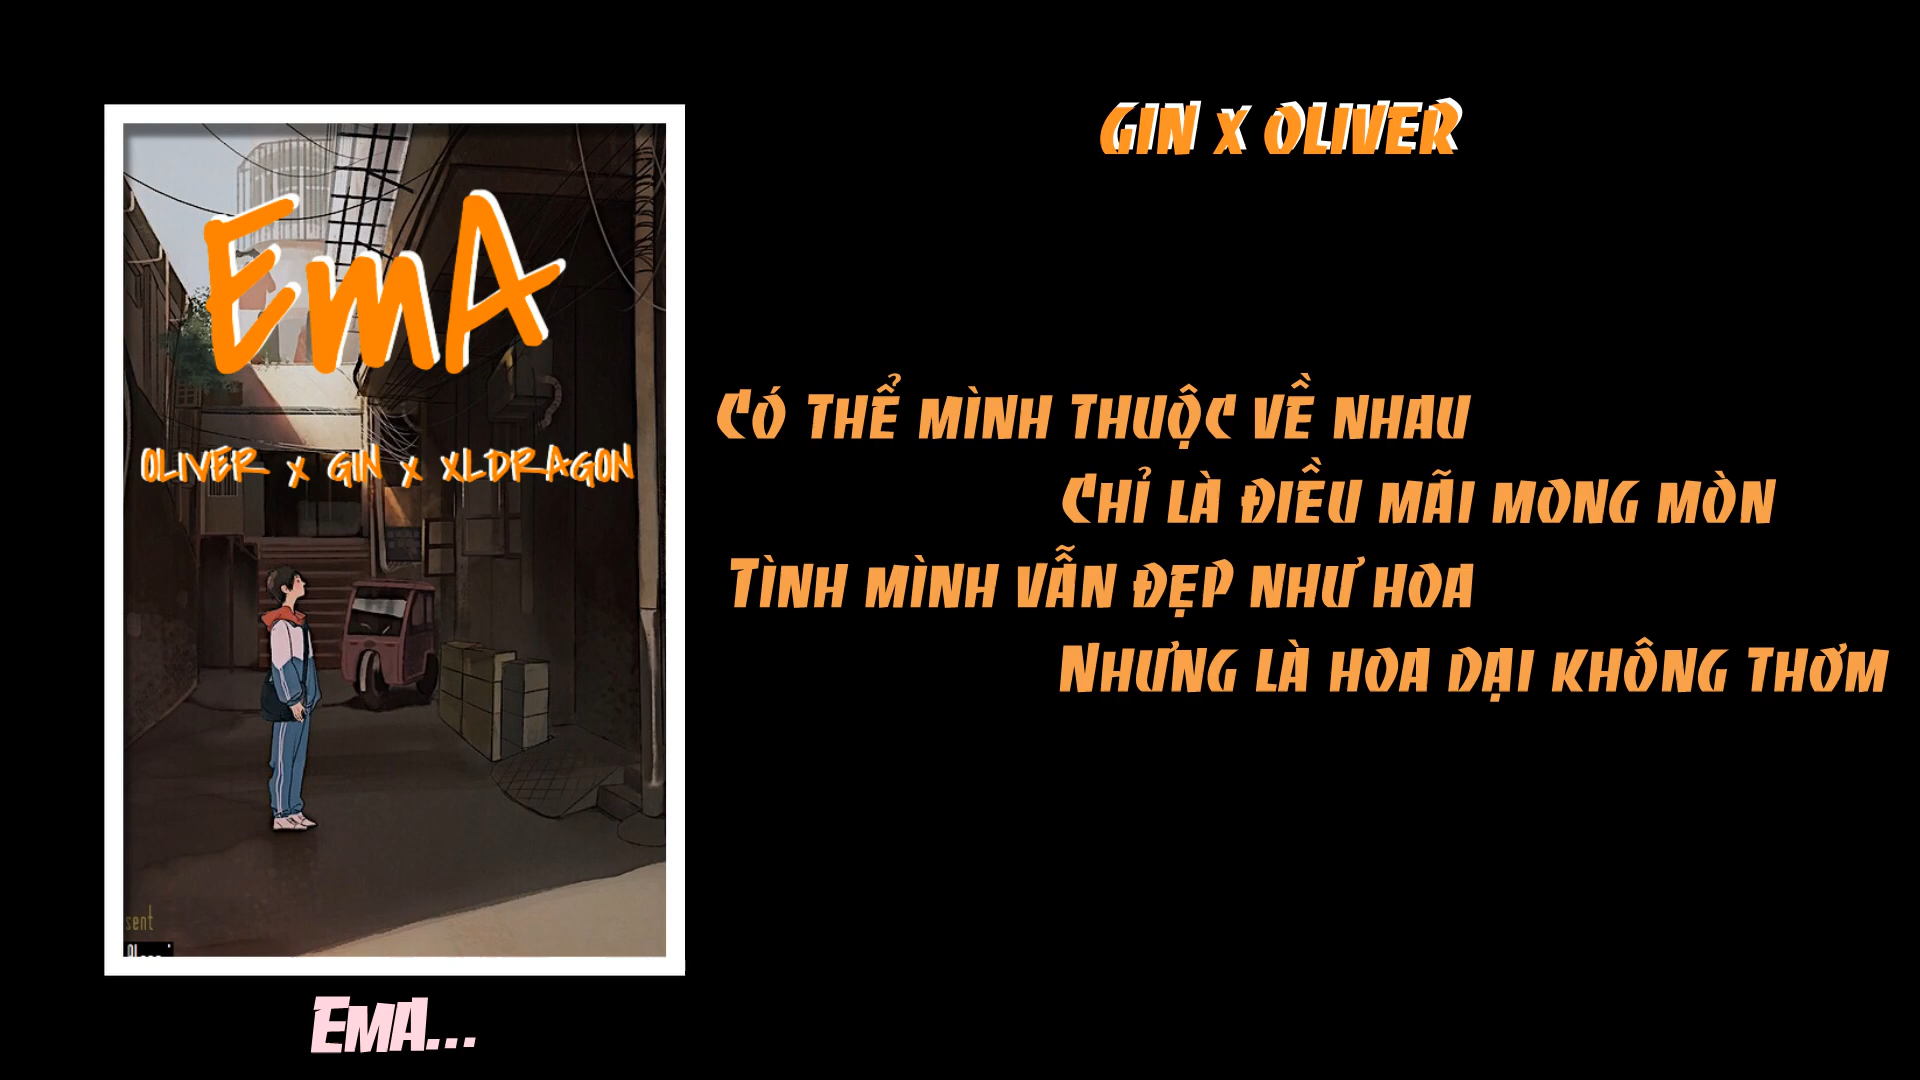 EmA
OLIVER x GIN x XLDRAGON
sent
EMA...
GIN x OLIVER
CÓ THỂ MÌNH THUỘC VỀ NHAU
CHỈ LÀ ĐIỀU MÃI MONG MÒN
TÌNH MÌNH VẪN ĐẸP NHƯ HOA
NHƯNG LÀ HOA DẠI KHÔNG THƠM